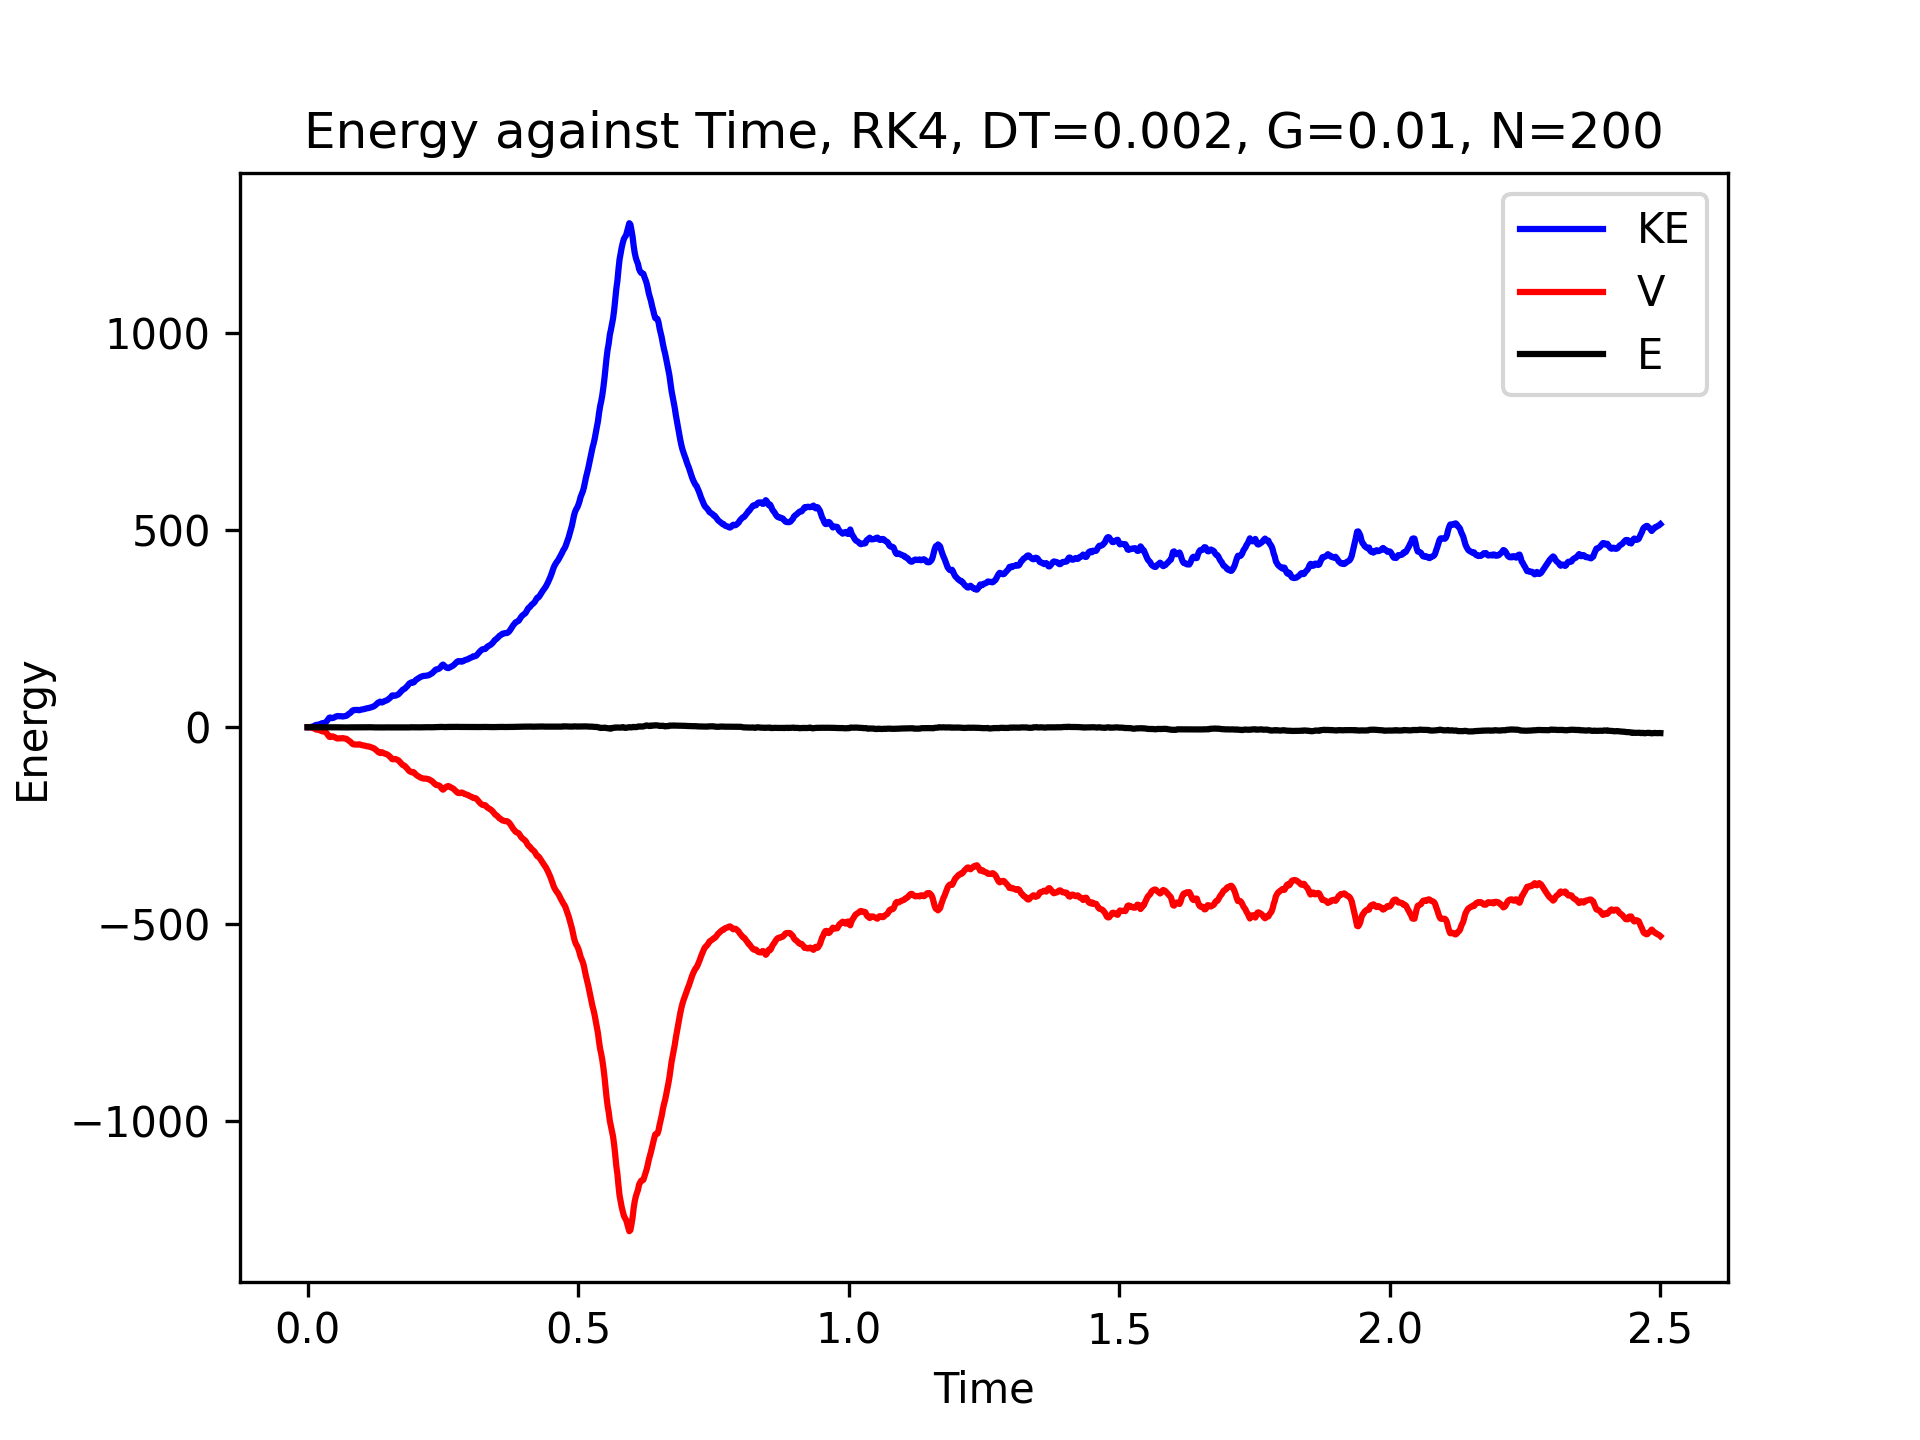 Energy against Time, RK4, DT=0.002, G=0.01, N=200
KE
V
E
1000
500
0
−500
−1000
Energy
0.0 0.5 1.0 1.5 2.0 2.5
Time